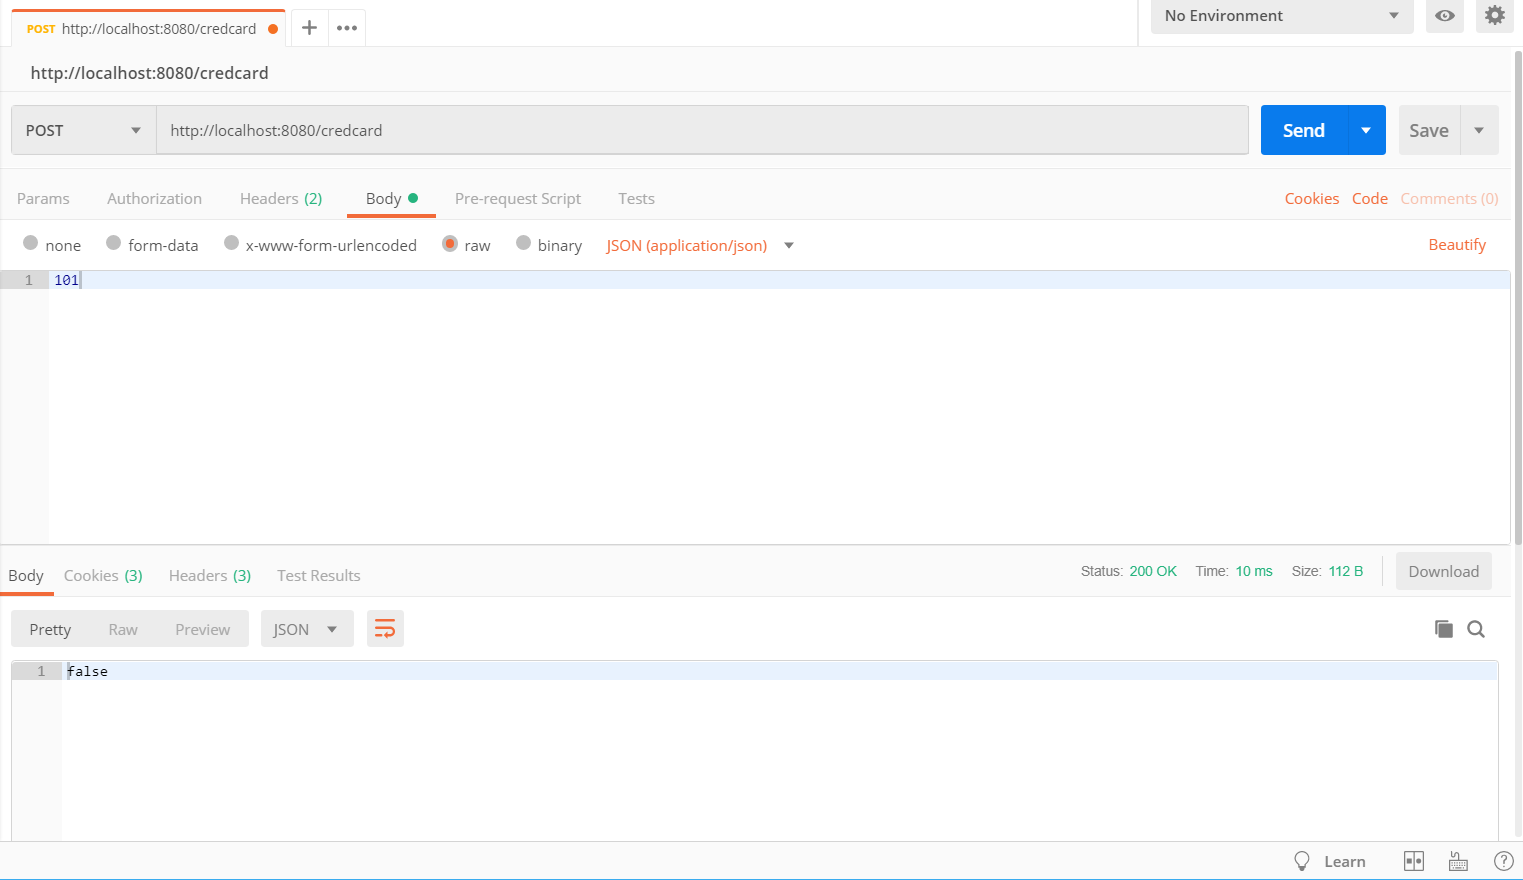 POST http://localhost:8080/credcard
No Environment
http://localhost:8080/credcard
POST http://localhost:8080/credcard Send Save
Params Authorization Headers (2) Body Pre-request Script Tests Cookies Code Comments (0)
none form-data x-www-form-urlencoded raw binary JSON (application/json) Beautify
1 101
Body Cookies (3) Headers (3) Test Results Status: 200 OK Time: 10 ms Size: 112 B Download
Pretty Raw Preview JSON
1 false
Learn